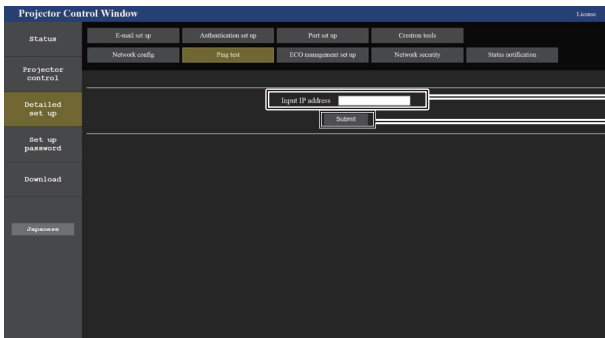 Projector Control Window
License
Status
E-mail set up
Authentication set up
Port set up
Crestron tools
Network config
Ping test
ECO management set up
Network security
Status notification
Projector
control
Detailed
set up
Input IP address
Submit
Set up
password
Download
Japanese